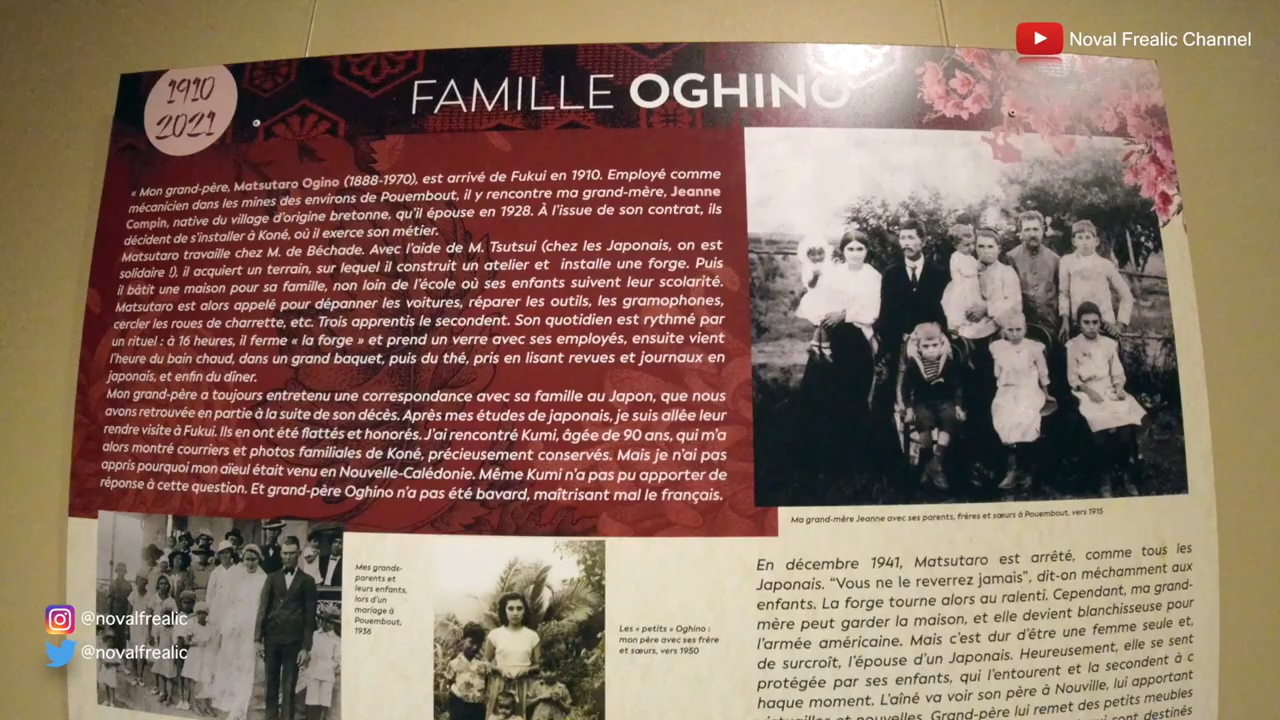 Noval Frealic Channel
1910
2021
FAMILLE OGHINO
« Mon grand-père, Matsutaro Ogino (1888-1970), est arrivé de Fukui en 1910. Employé comme
mécanicien dans les mines des environs de Pouembout, il y rencontre ma grand-mère, Jeanne
Compin, native du village d'origine bretonne, qu'il épouse en 1928. À l'issue de son contrat, ils
décident de s'installer à Koné, où il exerce son métier.
Matsutaro travaille chez M. de Béchade. Avec l'aide de M. Tsutsui (chez les Japonais, on est
solidaire !), il acquiert un terrain, sur lequel il construit un atelier et installe une forge. Puis
il bâtit une maison pour sa famille, non loin de l'école où ses enfants suivent leur scolarité.
Matsutaro est alors appelé pour dépanner les voitures, réparer les outils, les gramophones,
cercler les roues de charrette, etc. Trois apprentis le secondent. Son quotidien est rythmé par
un rituel : à 16 heures, il ferme « la forge » et prend un verre avec ses employés, ensuite vient
l'heure du bain chaud, dans un grand baquet, puis du thé, pris en lisant revues et journaux en
japonais, et enfin du dîner.
Mon grand-père a toujours entretenu une correspondance avec sa famille au Japon, que nous
avons retrouvée en partie à la suite de son décès. Après mes études de japonais, je suis allée leur
rendre visite à Fukui. Ils en ont été flattés et honorés. J'ai rencontré Kumi, âgée de 90 ans, qui m'a
alors montré courriers et photos familiales de Koné, précieusement conservés. Mais je n'ai pas
appris pourquoi mon aïeul était venu en Nouvelle-Calédonie. Même Kumi n'a pas pu apporter de
réponse à cette question. Et grand-père Oghino n'a pas été bavard, maîtrisant mal le français.
Ma grand-mère Jeanne avec ses parents, frères et sœurs à Pouembout, vers 1915
Mes grands-
parents et
leurs enfants,
lors d'un
mariage à
Pouembout,
1936
Les « petits » Oghino :
mon père avec ses frère
et sœurs, vers 1950
En décembre 1941, Matsutaro est arrêté, comme tous les
Japonais. "Vous ne le reverrez jamais", dit-on méchamment aux
enfants. La forge tourne alors au ralenti. Cependant, ma grand-
mère peut garder la maison, et elle devient blanchisseuse pour
l'armée américaine. Mais c'est dur d'être une femme seule et,
de surcroît, l'épouse d'un Japonais. Heureusement, elle se sent
protégée par ses enfants, qui l'entourent et la secondent à c
haque moment. L'aîné va voir son père à Nouville, lui apportant
victuailles et nouvelles. Grand-père lui remet des petits meubles
sont destinés
@novalfrealic
@novalfrealic